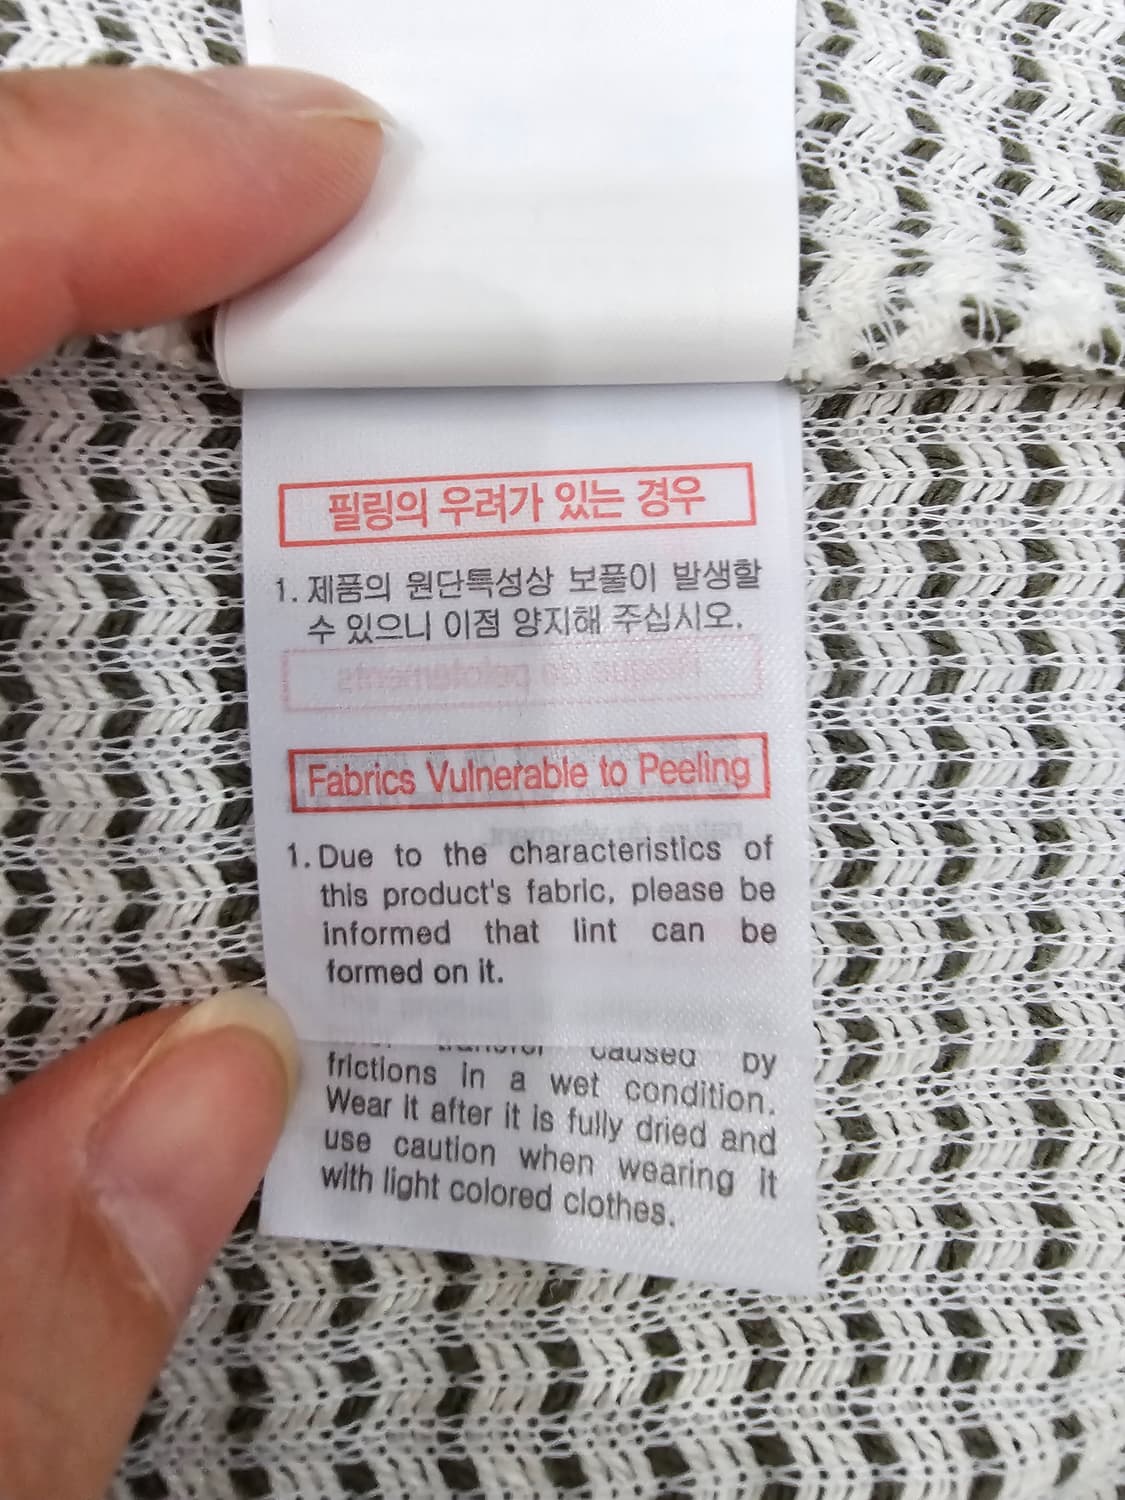 필링의 우려가 있는 경우
1. 제품의 원단특성상 보풀이 발생할
수 있으니 이점 양지해 주십시오.
Fabrics Vulnerable to Peeling
1. Due to the characteristics of
this product's fabric, please be
informed that lint can be
formed on it.
caused by
frictions in a wet condition.
Wear it after it is fully dried and
use caution when wearing it
with light colored clothes.